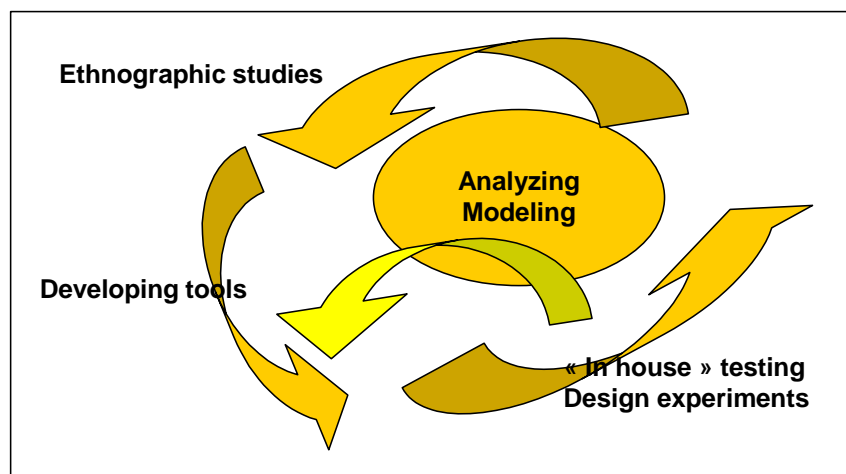 Ethnographic studies
Analyzing
Modeling
Developing tools
« In house » testing
Design experiments